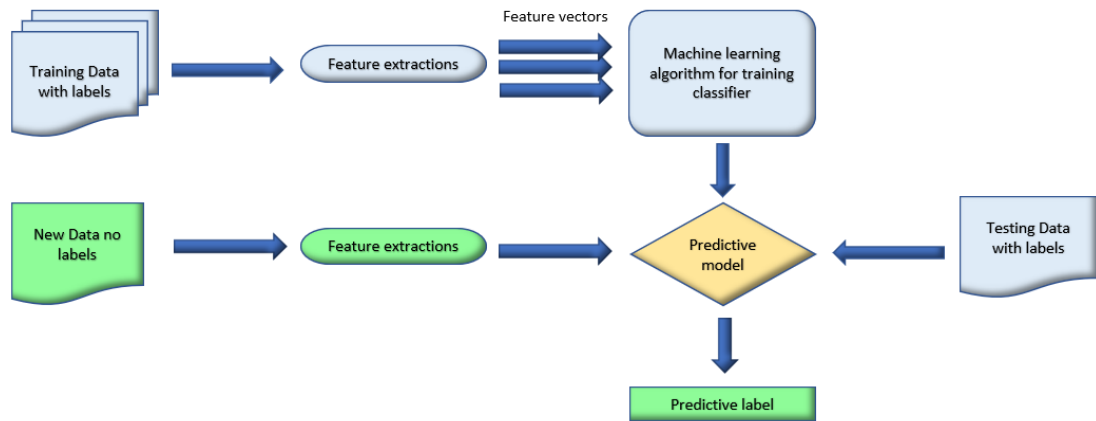 Feature vectors
Training Data
with labels
Feature extractions
Machine learning
algorithm for training
classifier
New Data no
labels
Feature extractions
Predictive
model
Testing Data
with labels
Predictive label